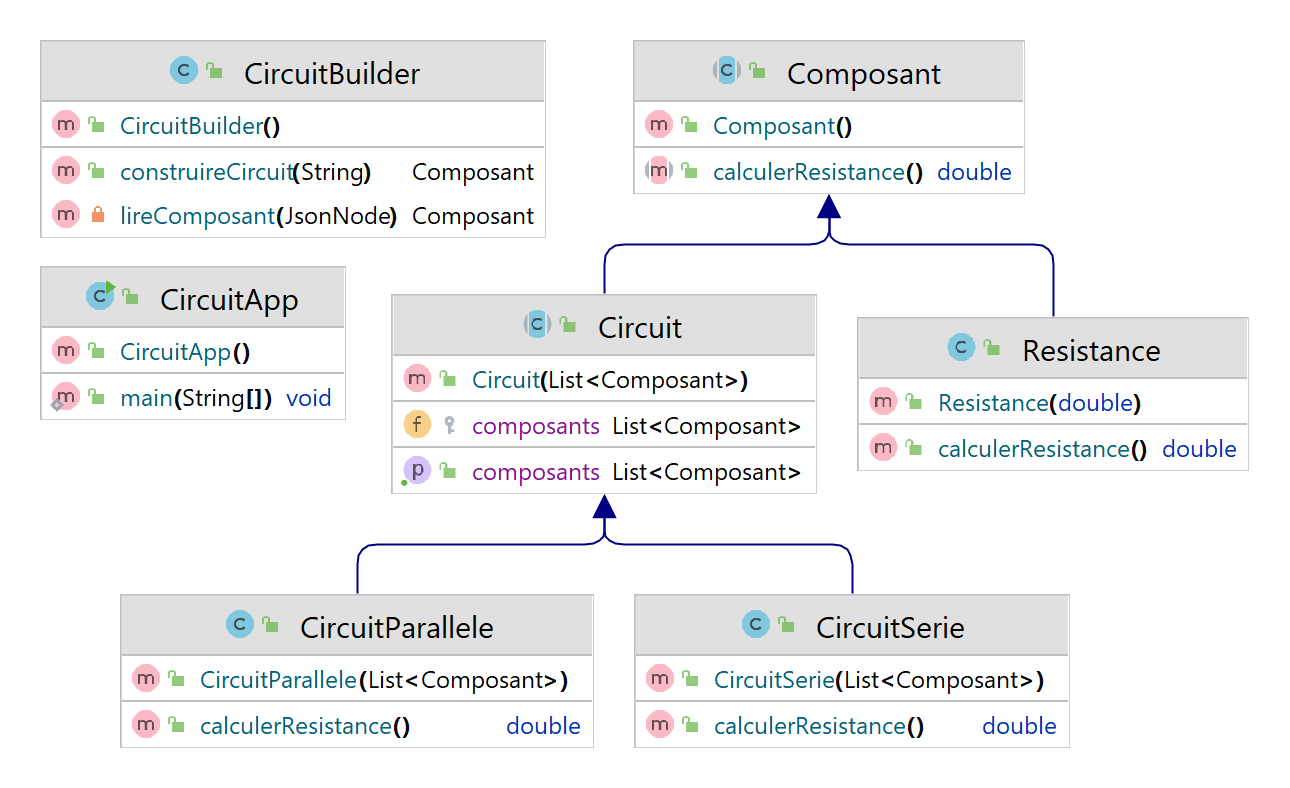 CircuitBuilder
CircuitBuilder()
construireCircuit(String) Composant
lireComposant(JsonNode) Composant
Composant
Composant()
calculerResistance() double
CircuitApp
CircuitApp()
main(String[]) void
Circuit
Circuit(List<Composant>)
composants List<Composant>
composants List<Composant>
Resistance
Resistance(double)
calculerResistance() double
CircuitParallele
CircuitParallele(List<Composant>)
calculerResistance() double
CircuitSerie
CircuitSerie(List<Composant>)
calculerResistance() double